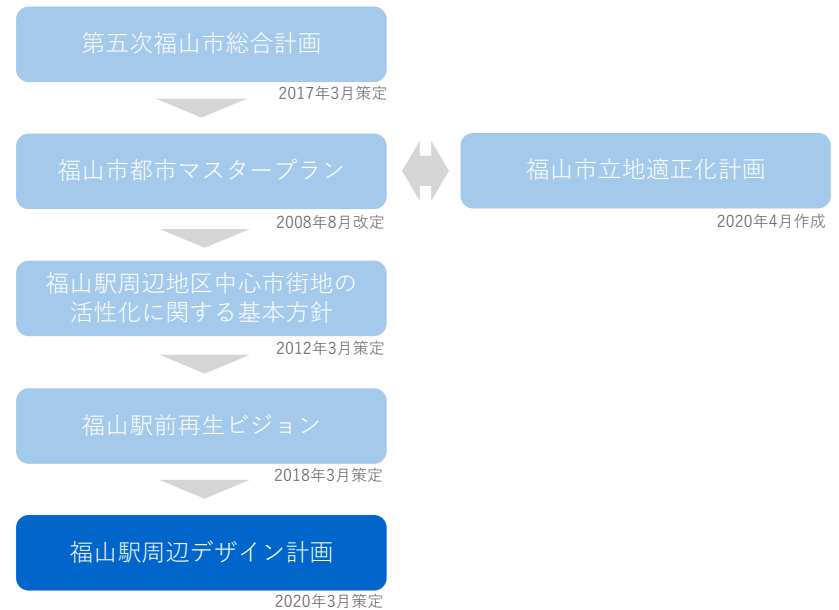 第五次福山市総合計画
2017年3月策定
福山市都市マスタープラン
2008年8月改定
福山市立地適正化計画
2020年4月作成
福山駅周辺地区中心市街地の
活性化に関する基本方針
2012年3月策定
福山駅前再生ビジョン
2018年3月策定
福山駅周辺デザイン計画
2020年3月策定